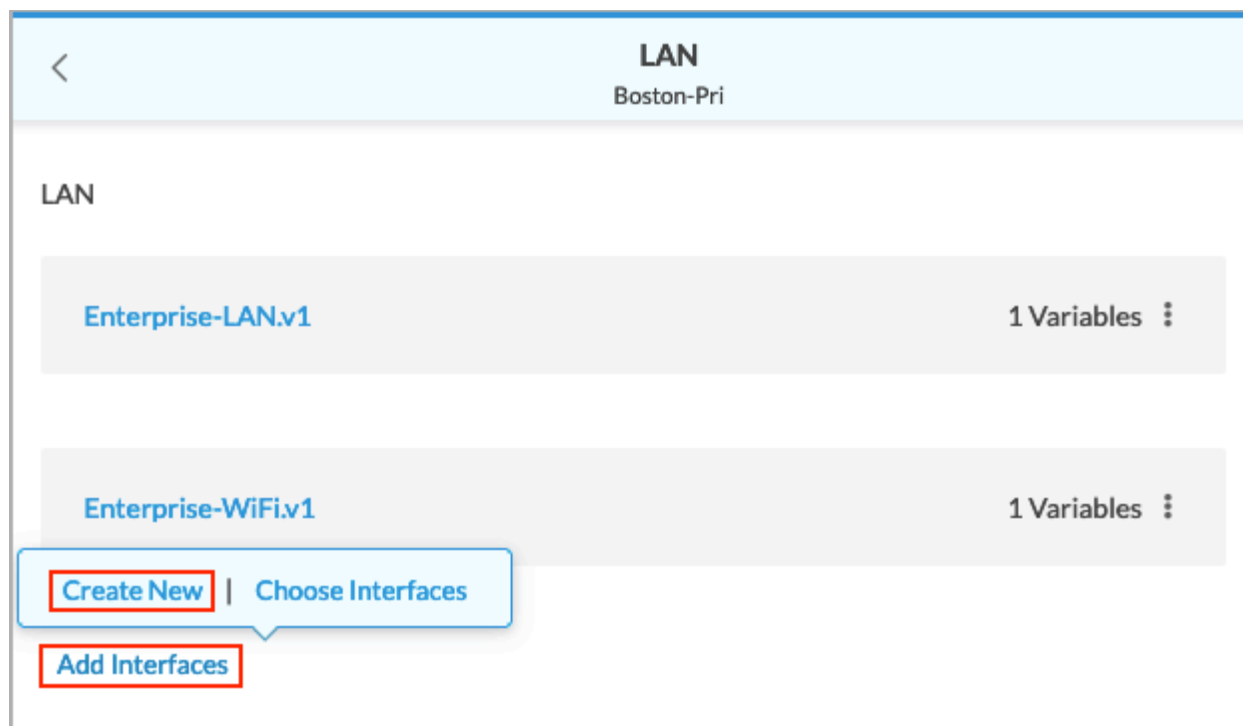 LAN
Boston-Pri
LAN
Enterprise-LAN.v1 1 Variables
Enterprise-WiFi.v1 1 Variables
Create New | Choose Interfaces
Add Interfaces